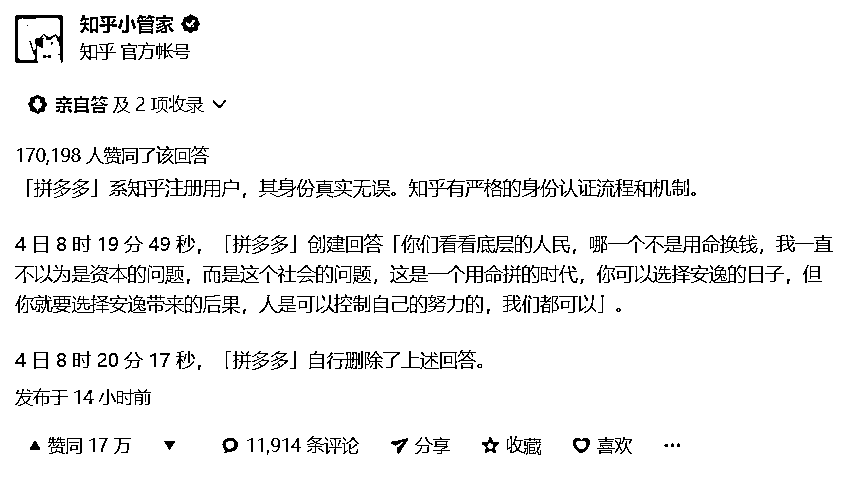 知乎小管家
知乎 官方帐号
亲自答 及 2 项收录
170,198 人赞同了该回答
「拼多多」系知乎注册用户，其身份真实无误。知乎有严格的身份认证流程和机制。
4 日 8 时 19 分 49 秒，「拼多多」创建回答「你们看看底层的人民，哪一个不是用命换钱，我一直
不以为是资本的问题，而是这个社会的问题，这是一个用命拼的时代，你可以选择安逸的日子，但
你就要选择安逸带来的后果，人是可以控制自己的努力的，我们都可以」。
4 日 8 时 20 分 17 秒，「拼多多」自行删除了上述回答。
发布于 14 小时前
赞同 17 万 11,914 条评论 分享 收藏 喜欢 ···